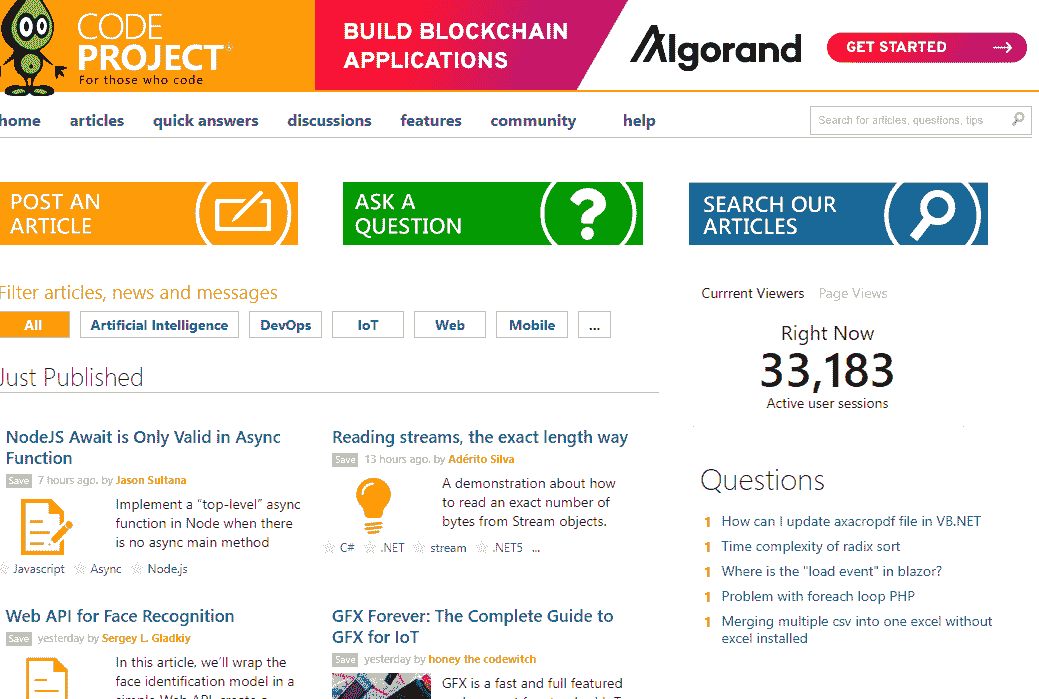 CODE
PROJECT®
For those who code
BUILD BLOCKCHAIN
APPLICATIONS
Algorand
GET STARTED
home articles quick answers discussions features community help
Search for articles, questions, tips
POST AN
ARTICLE
ASK A
QUESTION
SEARCH OUR
ARTICLES
Filter articles, news and messages
All Artificial Intelligence DevOps IoT Web Mobile ...
Just Published
NodeJS Await is Only Valid in Async
Function
Save 7 hours ago. by Jason Sultana
Implement a “top-level” async
function in Node when there
is no async main method
Javascript Async Node.js
Reading streams, the exact length way
Save 13 hours ago. by Adérito Silva
A demonstration about how
to read an exact number of
bytes from Stream objects.
C# .NET stream .NET5 ...
Web API for Face Recognition
Save yesterday by Sergey L. Gladkiy
In this article, we’ll wrap the
face identification model in a
simple Web API, create a
GFX Forever: The Complete Guide to
GFX for IoT
Save yesterday by honey the codewitch
GFX is a fast and full featured
Currrent Viewers Page Views
Right Now
33,183
Active user sessions
Questions
1 How can I update axacropdf file in VB.NET
1 Time complexity of radix sort
1 Where is the "load event" in blazor?
1 Problem with foreach loop PHP
1 Merging multiple csv into one excel without
excel installed